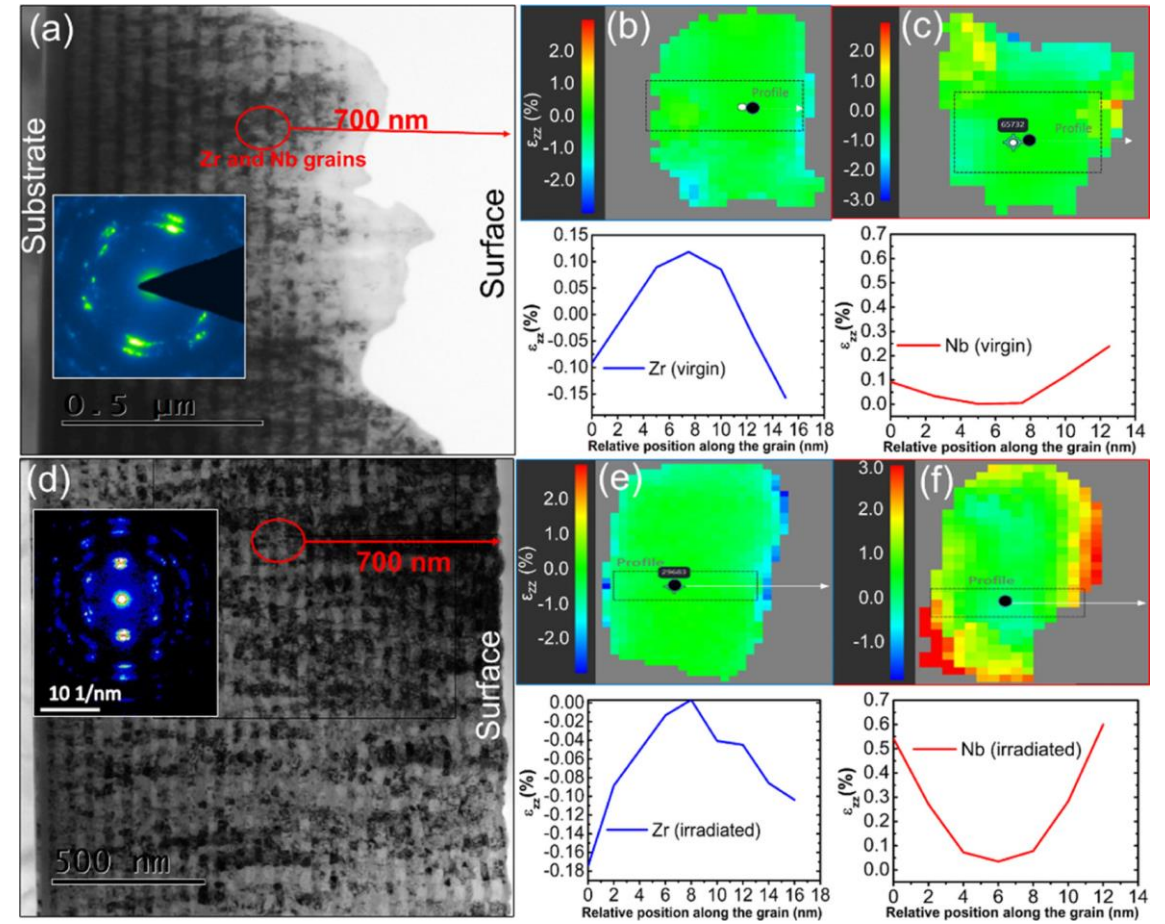 (a)
Substrate
700 nm
Zr and Nb grains
Surface
0.5 µm
(b)
2.0
1.0
0.0
-1.0
-2.0
εzz (%)
Profile
(c)
2.0
1.0
0.0
-1.0
-2.0
-3.0
65732
Profile
0.15
0.10
0.05
0.00
-0.05
-0.10
-0.15
εzz(%)
Zr (virgin)
0 2 4 6 8 10 12 14 16 18
Relative position along the grain (nm)
0.7
0.6
0.5
0.4
0.3
0.2
0.1
0.0
εzz(%)
Nb (virgin)
0 2 4 6 8 10 12 14
Relative position along the grain (nm)
(d)
10 1/nm
700 nm
Surface
500 nm
(e)
2.0
1.0
0.0
-1.0
-2.0
εzz (%)
Profile
(f)
3.0
2.0
1.0
0.0
-1.0
Profile
0.00
-0.02
-0.04
-0.06
-0.08
-0.10
-0.12
-0.14
-0.16
-0.18
εzz(%)
Zr (irradiated)
0 2 4 6 8 10 12 14 16 18
Relative position along the grain (nm)
0.7
0.6
0.5
0.4
0.3
0.2
0.1
0.0
εzz(%)
Nb (irradiated)
0 2 4 6 8 10 12 14
Relative position along the grain (nm)